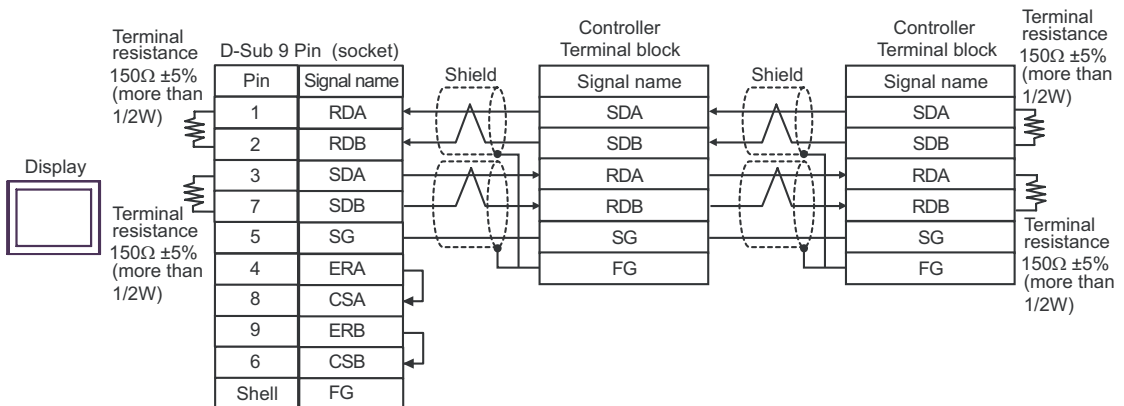 Terminal
resistance
150Ω ±5%
(more than
1/2W)
D-Sub 9 Pin (socket)
Controller
Terminal block
Controller
Terminal block
Terminal
resistance
150Ω ±5%
(more than
1/2W)
Pin Signal name
Shield
Signal name
Shield
Signal name
1 RDA SDA SDA
2 RDB SDB SDB
Display
3 SDA RDA RDA
7 SDB RDB RDB
5 SG SG SG
4 ERA FG FG
8 CSA
9 ERB
6 CSB
Shell FG
Terminal
resistance
150Ω ±5%
(more than
1/2W)
Terminal
resistance
150Ω ±5%
(more than
1/2W)